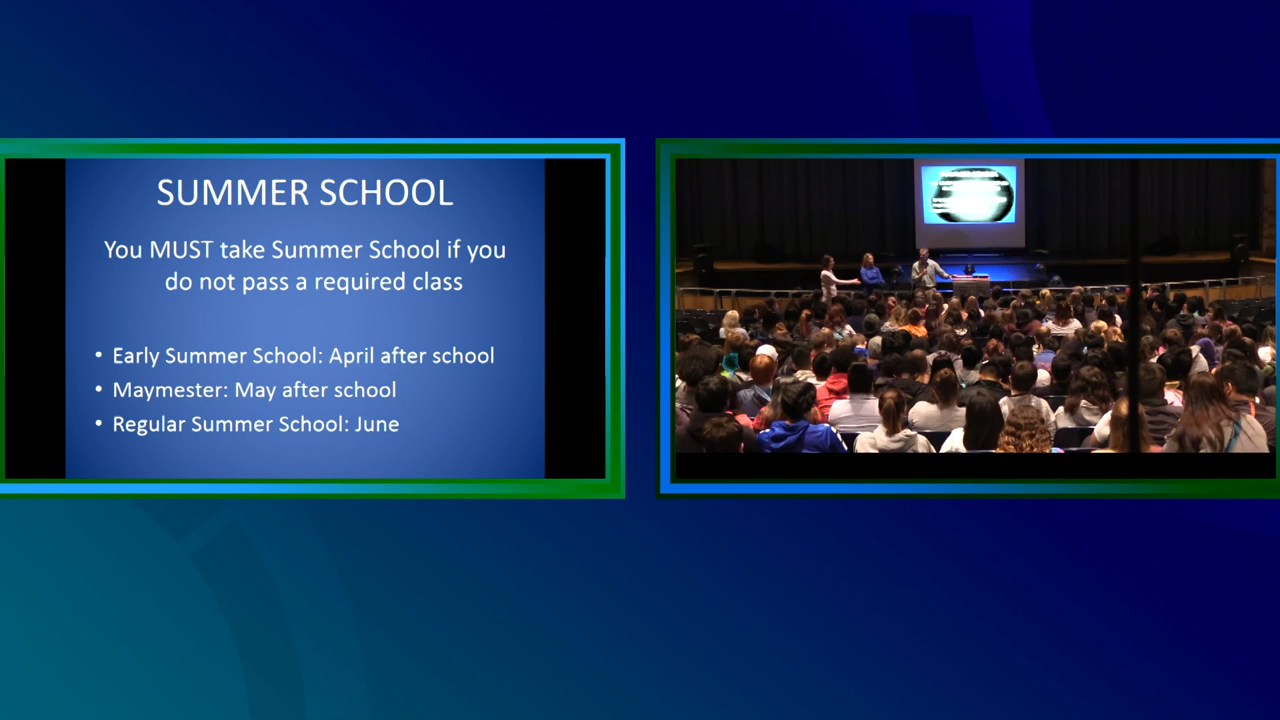 SUMMER SCHOOL
You MUST take Summer School if you
do not pass a required class
• Early Summer School: April after school
• Maymester: May after school
• Regular Summer School: June